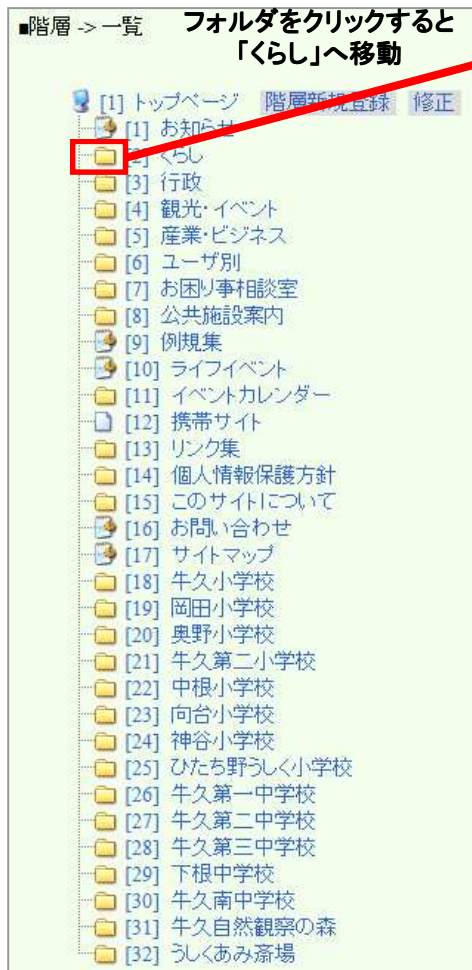 ■階層 -> 一覧
フォルダをクリックすると
「くらし」へ移動
[1] トップページ 階層新規登録 修正
[1] お知らせ
[2] くらし
[3] 行政
[4] 観光・イベント
[5] 産業・ビジネス
[6] ユーザ別
[7] お困り事相談室
[8] 公共施設案内
[9] 例規集
[10] ライフイベント
[11] イベントカレンダー
[12] 携帯サイト
[13] リンク集
[14] 個人情報保護方針
[15] このサイトについて
[16] お問い合わせ
[17] サイトマップ
[18] 牛久小学校
[19] 岡田小学校
[20] 奥野小学校
[21] 牛久第二小学校
[22] 中根小学校
[23] 向台小学校
[24] 神谷小学校
[25] ひたち野うしく小学校
[26] 牛久第一中学校
[27] 牛久第二中学校
[28] 牛久第三中学校
[29] 下根中学校
[30] 牛久南中学校
[31] 牛久自然観察の森
[32] うしくあみ斎場